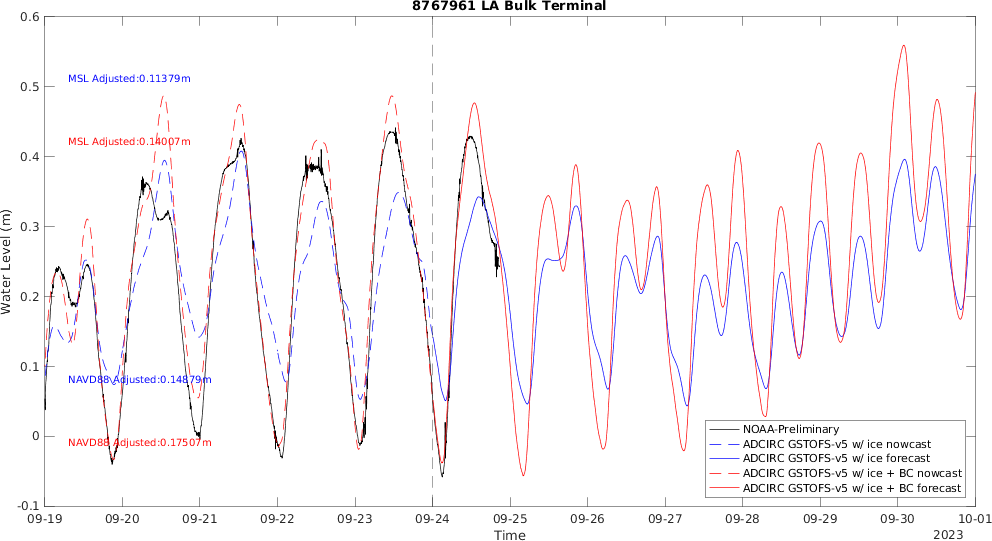 8767961 LA Bulk Terminal
0.6
0.5
0.4
0.3
0.2
0.1
0
-0.1
Water Level (m)
MSL Adjusted:0.11379m
MSL Adjusted:0.14007m
NAVD88 Adjusted:0.14879m
NAVD88 Adjusted:0.17507m
NOAA-Preliminary
ADCIRC GSTOFS-v5 w/ ice nowcast
ADCIRC GSTOFS-v5 w/ ice forecast
ADCIRC GSTOFS-v5 w/ ice + BC nowcast
ADCIRC GSTOFS-v5 w/ ice + BC forecast
09-19 09-20 09-21 09-22 09-23 09-24 09-25 09-26 09-27 09-28 09-29 09-30 10-01
Time
2023